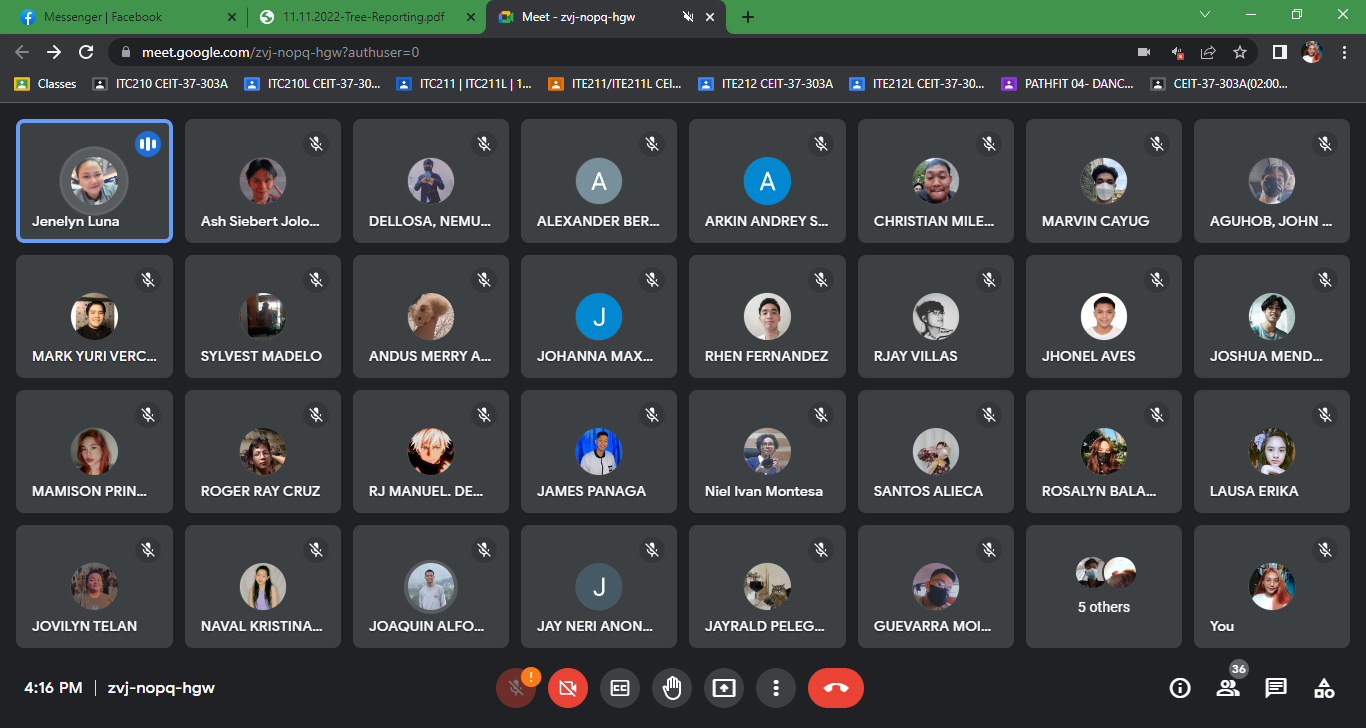 Messenger | Facebook
11.11.2022-Tree-Reporting.pdf
Meet - zvj-nopq-hgw
meet.google.com/zvj-nopq-hgw?authuser=0
Classes
ITC210 CEIT-37-303A
ITC210L CEIT-37-30...
ITC211 | ITC211L | 1...
ITE211/ITE211L CEI...
ITE212 CEIT-37-303A
ITE212L CEIT-37-30...
PATHFIT 04- DANC...
CEIT-37-303A(02:00...
Jenelyn Luna
Ash Siebert Jolo...
DELLOSA, NEMU...
A
ALEXANDER BER...
A
ARKIN ANDREY S...
CHRISTIAN MILE...
MARVIN CAYUG
AGUHOB, JOHN ...
MARK YURI VERC...
SYLVEST MADELO
ANDUS MERRY A...
J
JOHANNA MAX...
RHEN FERNANDEZ
RJAY VILLAS
JHONEL AVES
JOSHUA MEND...
MAMISON PRIN...
ROGER RAY CRUZ
RJ MANUEL. DE...
JAMES PANAGA
Niel Ivan Montesa
SANTOS ALIECA
ROSALYN BALA...
LAUSA ERIKA
JOVILYN TELAN
NAVAL KRISTINA...
JOAQUIN ALFO...
J
JAY NERI ANON...
JAYRALD PELEG...
GUEVARRA MOI...
5 others
You
4:16 PM | zvj-nopq-hgw
!
CC
36